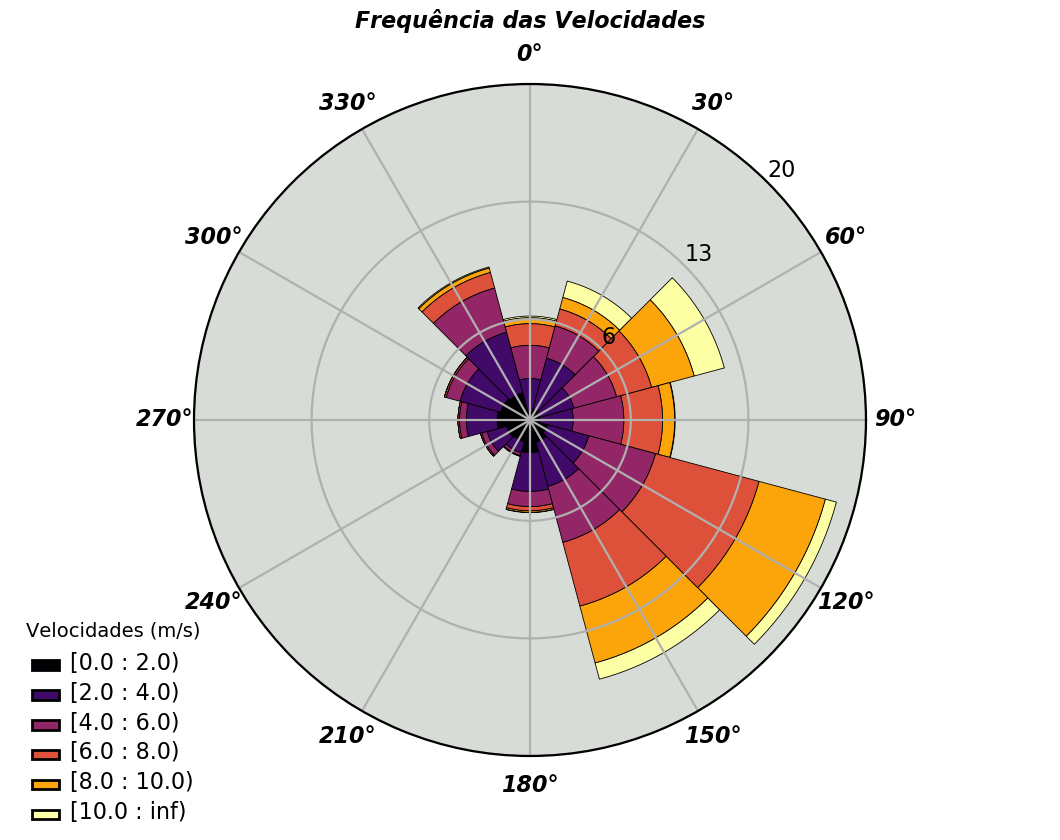 Frequência das Velocidades
0°
330°
30°
20
300°
60°
13
6
270°
90°
240°
120°
210°
150°
180°
Velocidades (m/s)
[0.0 : 2.0)
[2.0 : 4.0)
[4.0 : 6.0)
[6.0 : 8.0)
[8.0 : 10.0)
[10.0 : inf)